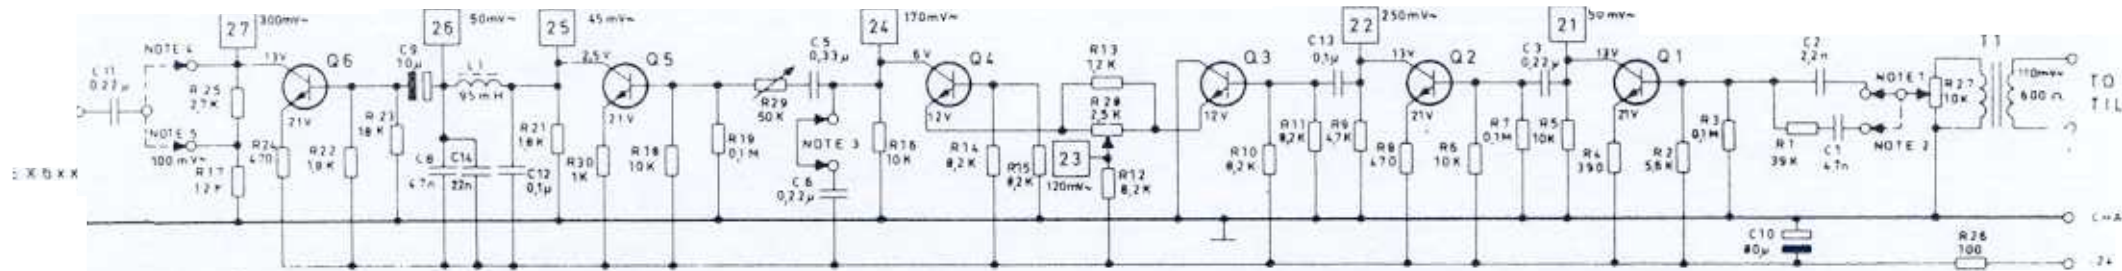 27
300mV~
26
50mV~
25
45mV~
24
170mV~
22
250mV~
21
50mV~
NOTE 4
13V
Q6
C9
10µ
L1
95mH
2,5V
Q5
C5
0,33µ
6V
Q4
R13
1,2K
Q3
C13
0,1µ
13V
Q2
C3
0,22µ
13V
Q1
C2
2,2n
T1
C11
0,22µ
R25
27K
21V
R23
18K
21V
R29
50K
12V
R28
2,5K
12V
21V
21V
NOTE 1
R27
10K
110mV~
600Ω
TO
NOTE 5
100mV~
R24
470
R22
1,8K
C8
4,7n
C14
22n
C12
0,1µ
R21
1,8K
R30
1K
R18
10K
R19
0,1M
NOTE 3
C6
0,22µ
R16
10K
R14
8,2K
R15
8,2K
23
120mV~
R12
8,2K
R10
8,2K
R11
8,2K
R9
4,7K
R8
470
R6
10K
R7
0,1M
R5
10K
R4
390
R2
5,6K
R3
0,1M
R1
39K
C1
4,7n
NOTE 2
R17
12K
C10
80µ
R26
100